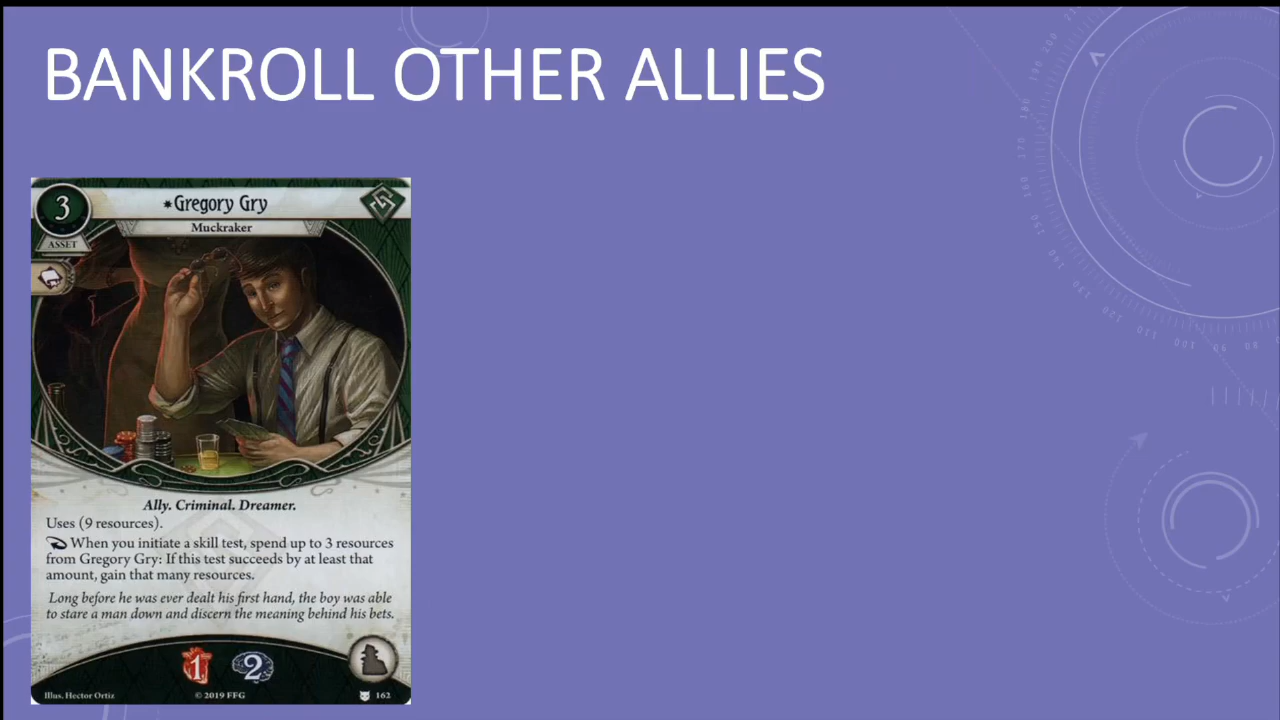 BANKROLL OTHER ALLIES
3
Gregory Gry
Muckraker
ASSET
Ally. Criminal. Dreamer.
Uses (9 resources).
When you initiate a skill test, spend up to 3 resources
from Gregory Gry: If this test succeeds by at least that
amount, gain that many resources.
Long before he was ever dealt his first hand, the boy was able
to stare a man down and discern the meaning behind his bets.
1
2
Illus. Hector Ortiz
© 2019 FFG
162